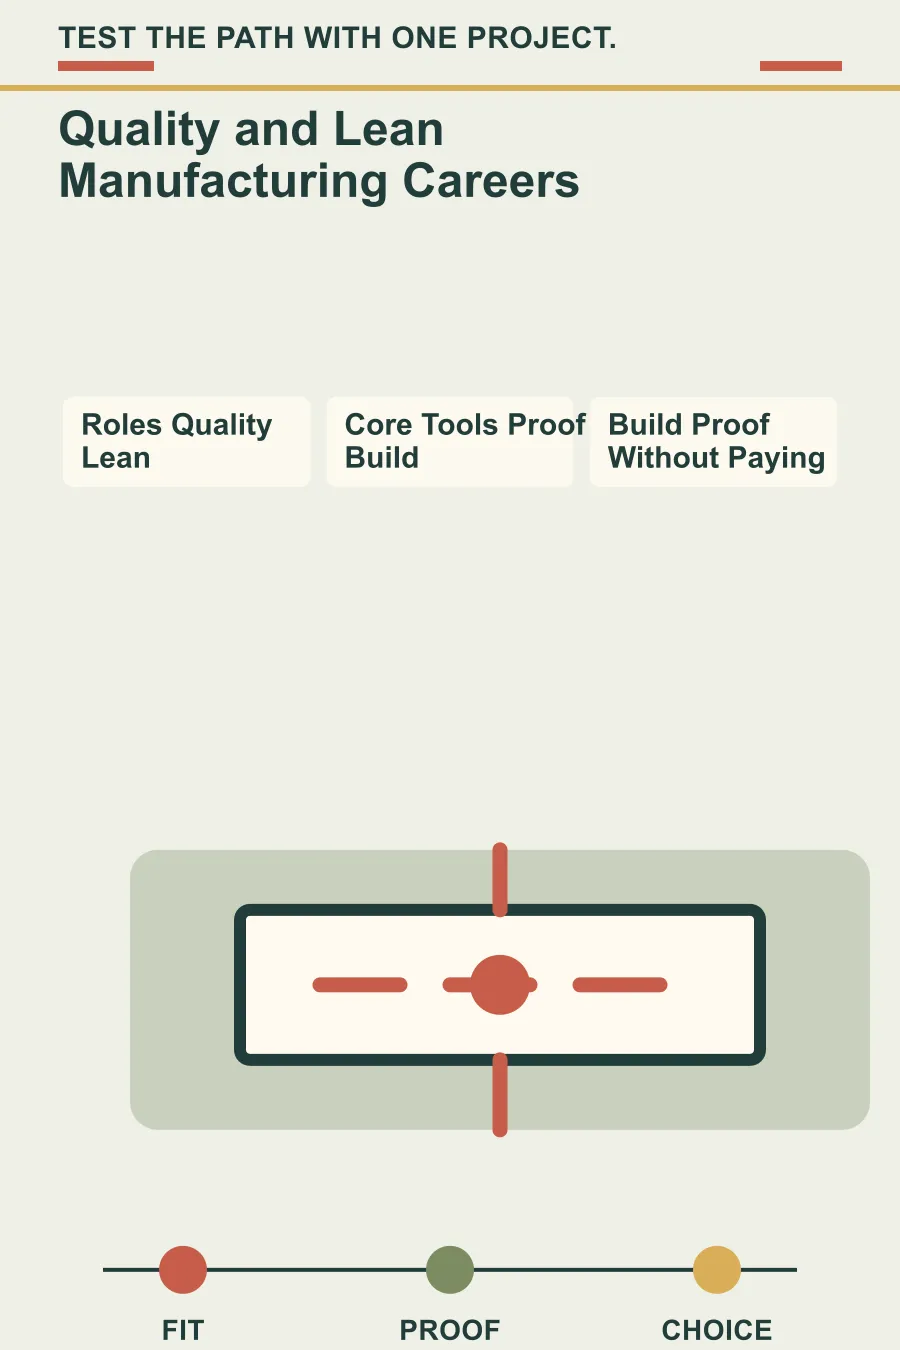 TEST THE PATH WITH ONE PROJECT.
Quality and Lean
Manufacturing Careers
Roles Quality
Lean
Core Tools Proof
Build
Build Proof
Without Paying
FIT
PROOF
CHOICE